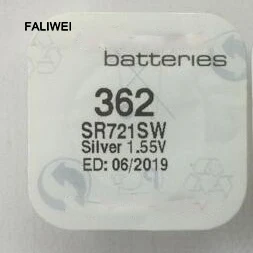 FALIWEI
batteries
362
SR721SW
Silver 1.55V
ED: 06/2019